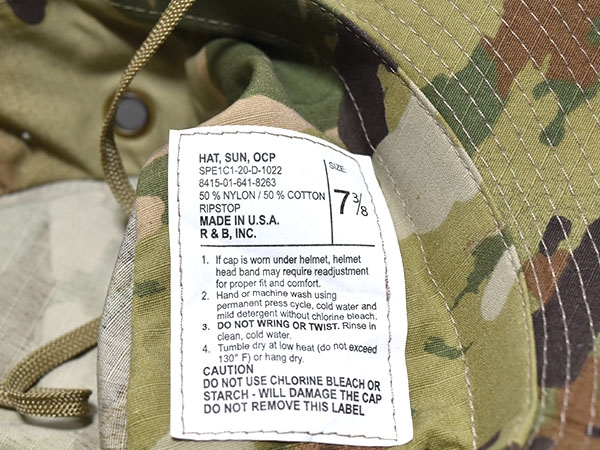 HAT, SUN, OCP
SPE1C1-20-D-1022
8415-01-641-8263
50 % NYLON / 50 % COTTON
RIPSTOP
MADE IN U.S.A.
R & B, INC.
SIZE:
7 3/8
1. If cap is worn under helmet, helmet
head band may require readjustment
for proper fit and comfort.
2. Hand or machine wash using
permanent press cycle, cold water and
mild detergent without chlorine bleach.
3. DO NOT WRING OR TWIST. Rinse in
clean, cold water.
4. Tumble dry at low heat (do not exceed
130° F) or hang dry.
CAUTION
DO NOT USE CHLORINE BLEACH OR
STARCH - WILL DAMAGE THE CAP
DO NOT REMOVE THIS LABEL